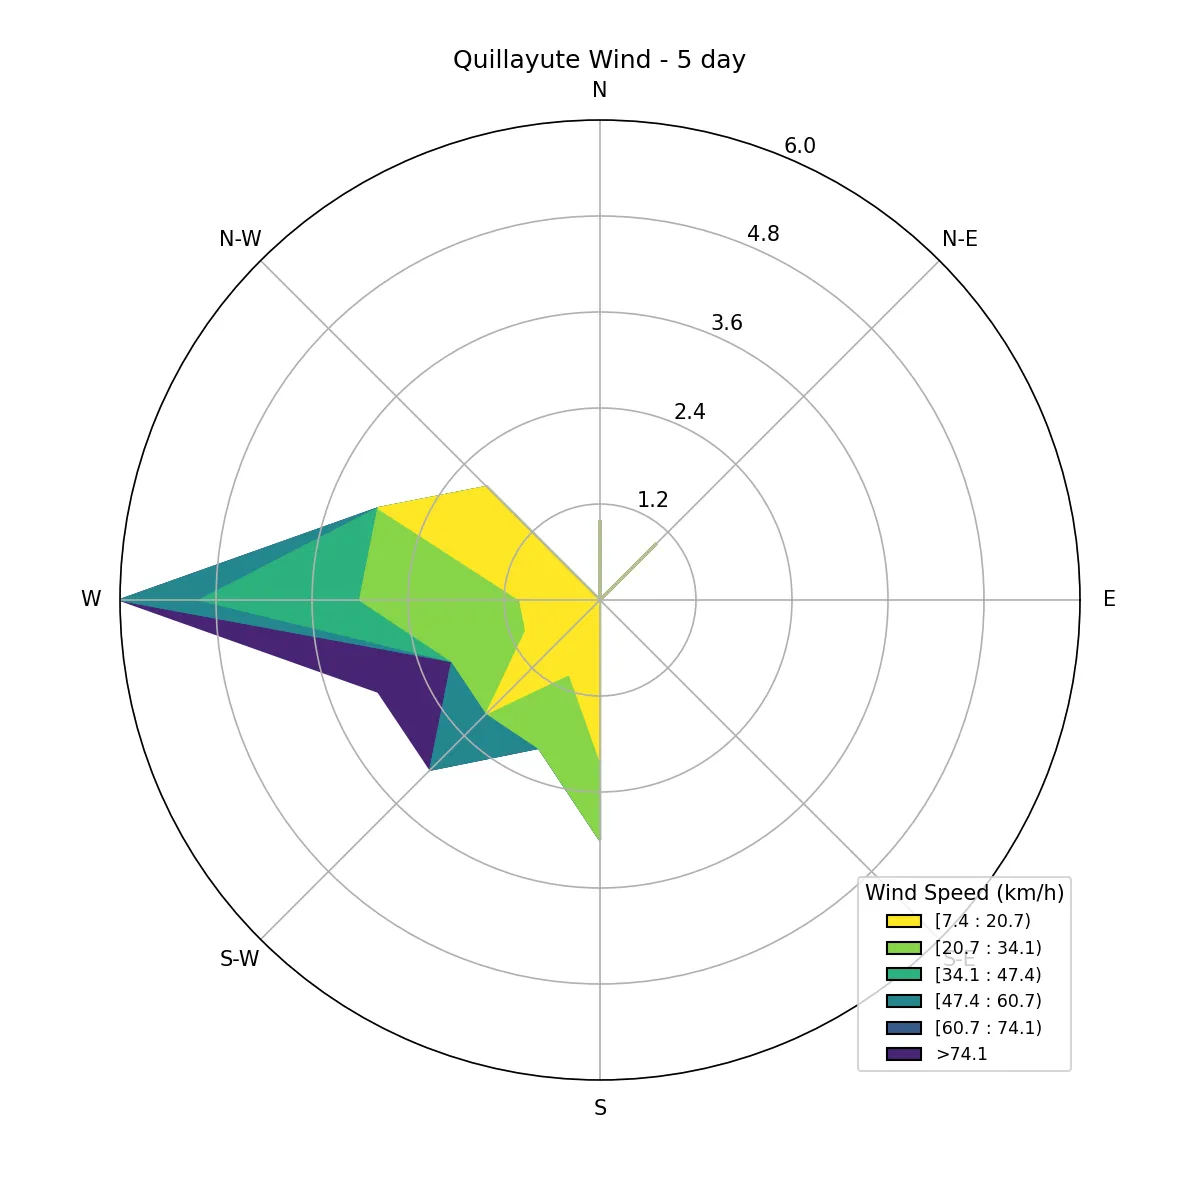 Quillayute Wind - 5 day
N
6.0
N-W
N-E
4.8
3.6
2.4
1.2
W
E
Wind Speed (km/h)
[7.4 : 20.7)
[20.7 : 34.1)
[34.1 : 47.4)
[47.4 : 60.7)
[60.7 : 74.1)
>74.1
S-W
S-E
S